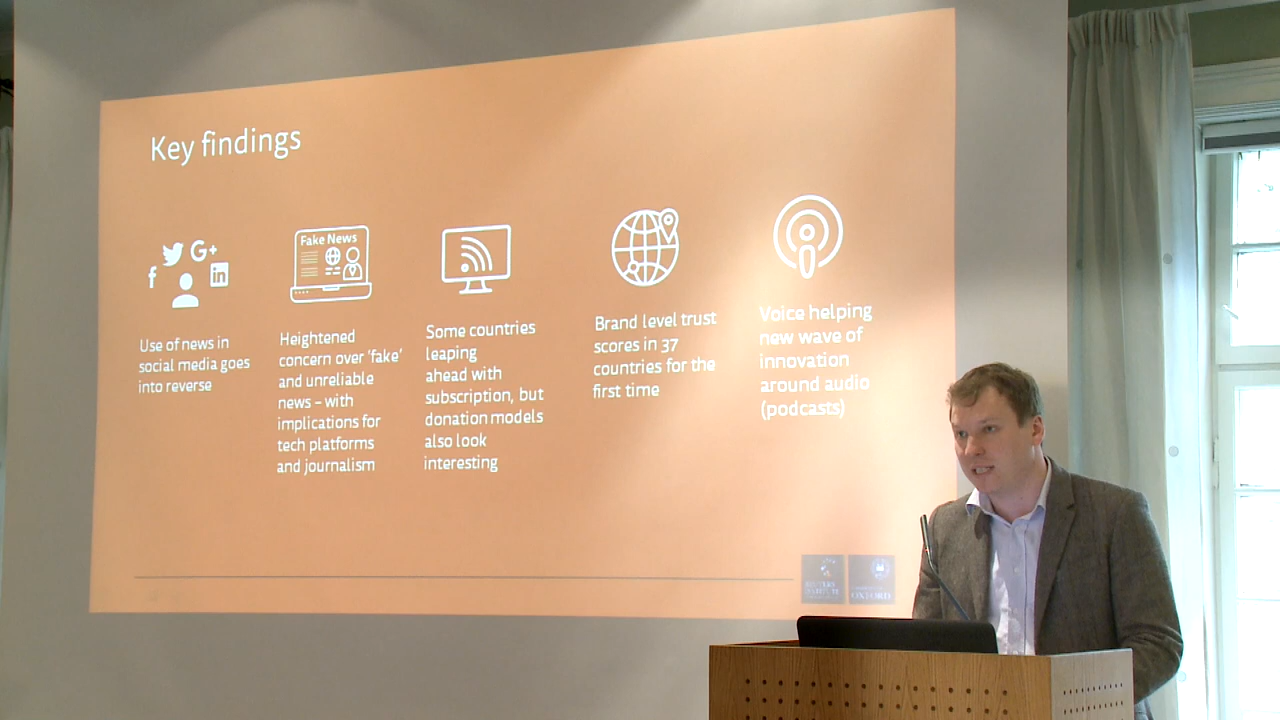 Key findings
G+
f
in
Use of news in
social media goes
into reverse
Fake News
Heightened
concern over 'fake'
and unreliable
news – with
implications for
tech platforms
and journalism
Some countries
leaping
ahead with
subscription, but
donation models
also look
interesting
Brand level trust
scores in 37
countries for the
first time
Voice helping
new wave of
innovation
around audio
(podcasts)
OXFORD